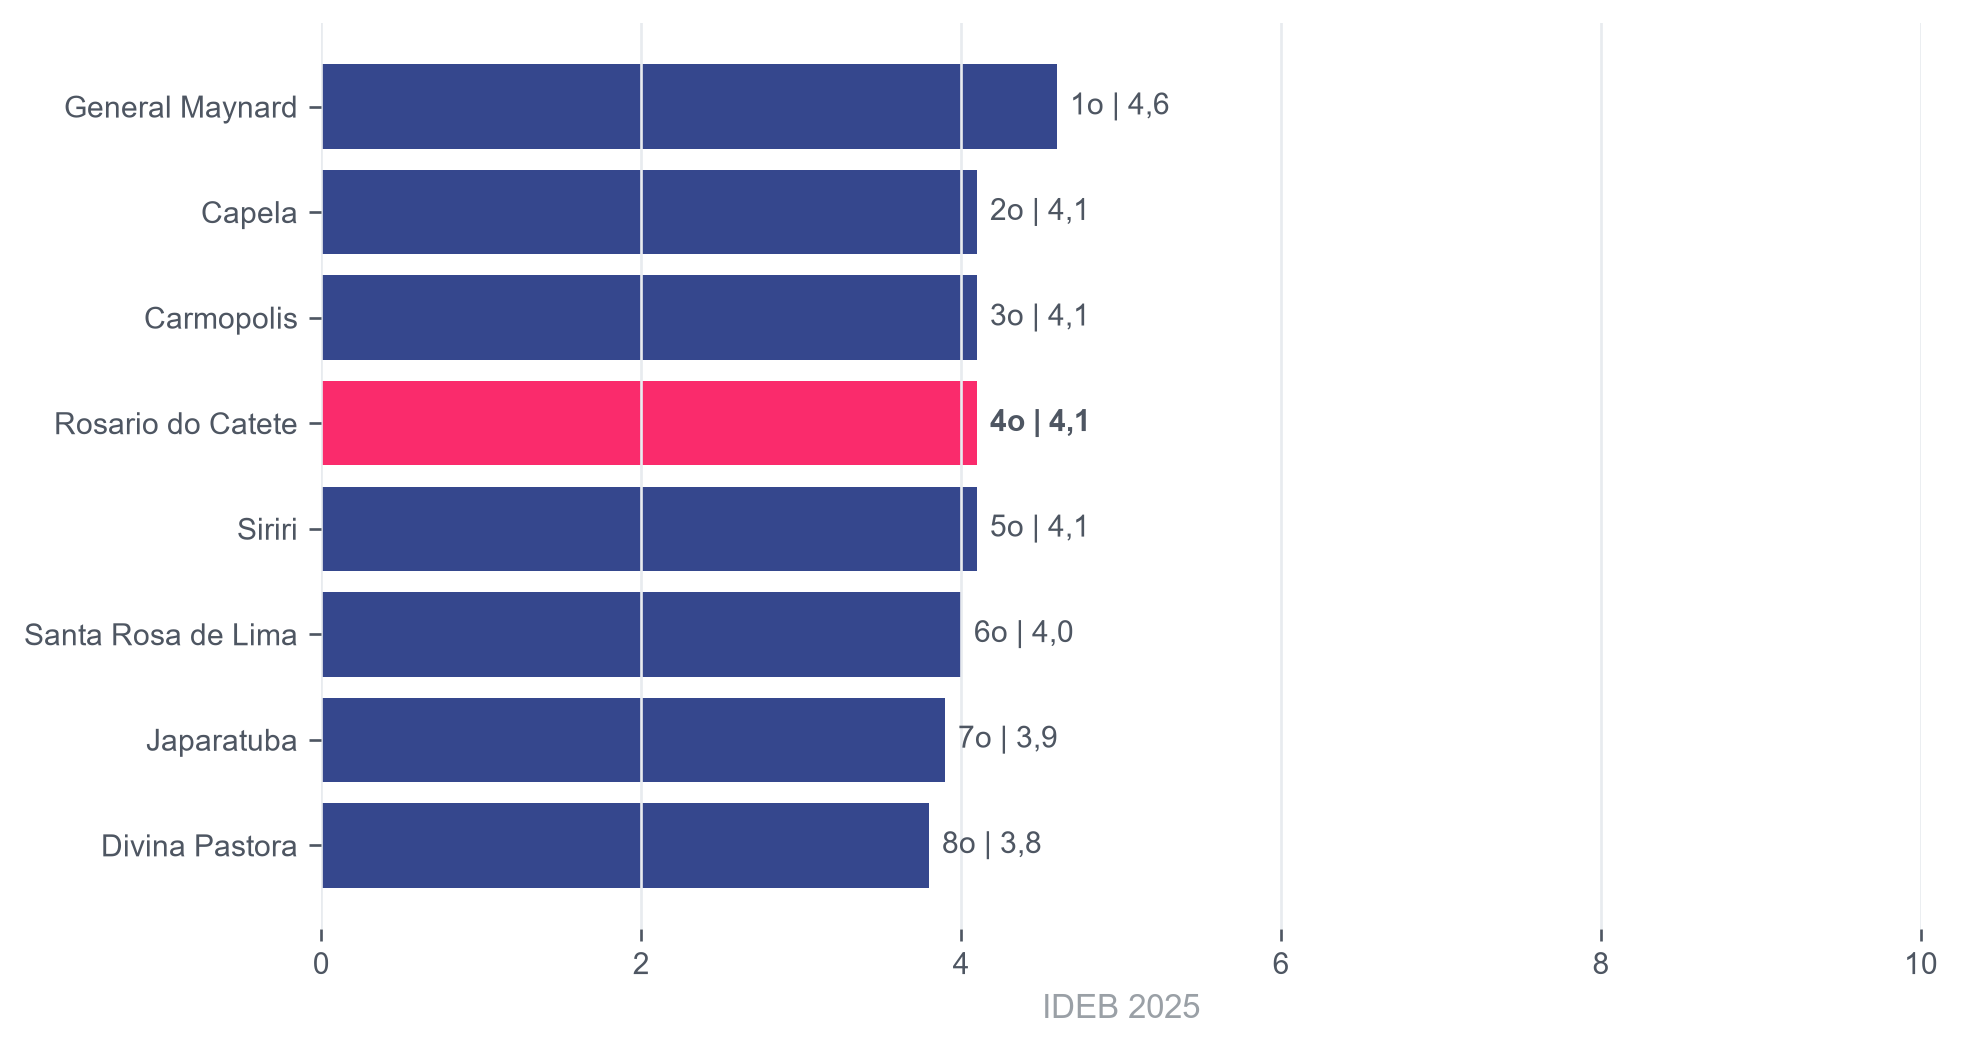 General Maynard 1o | 4,6
Capela 2o | 4,1
Carmopolis 3o | 4,1
Rosario do Catete 4o | 4,1
Siriri 5o | 4,1
Santa Rosa de Lima 6o | 4,0
Japaratuba 7o | 3,9
Divina Pastora 8o | 3,8
0 2 4 6 8 10
IDEB 2025